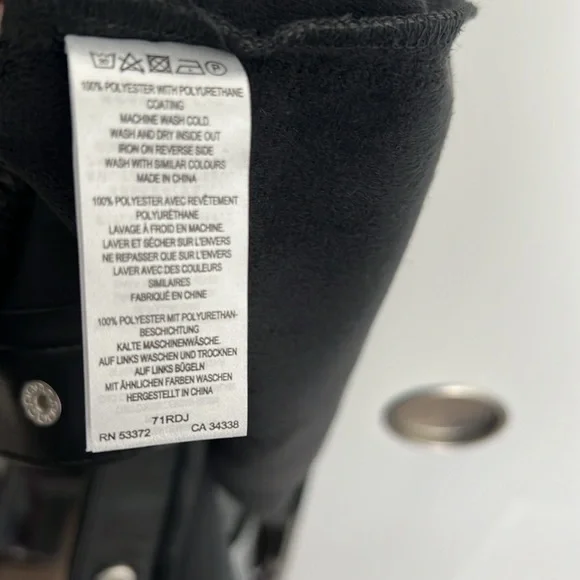 100% POLYESTER WITH POLYURETHANE
COATING
MACHINE WASH COLD
WASH AND DRY INSIDE OUT
IRON ON REVERSE SIDE
WASH WITH SIMILAR COLOURS
MADE IN CHINA
100% POLYESTER AVEC REVÊTEMENT
POLYURÉTHANE
LAVAGE À FROID EN MACHINE.
LAVER ET SÉCHER SUR L'ENVERS
NE REPASSER QUE SUR L'ENVERS
LAVER AVEC DES COULEURS
SIMILAIRES
FABRIQUÉ EN CHINE
100% POLYESTER MIT POLYURETHAN-
BESCHICHTUNG
KALTE MASCHINENWÄSCHE.
AUF LINKS WASCHEN UND TROCKNEN
AUF LINKS BÜGELN
MIT ÄHNLICHEN FARBEN WASCHEN
HERGESTELLT IN CHINA
71RDJ
RN 53372 CA 34338